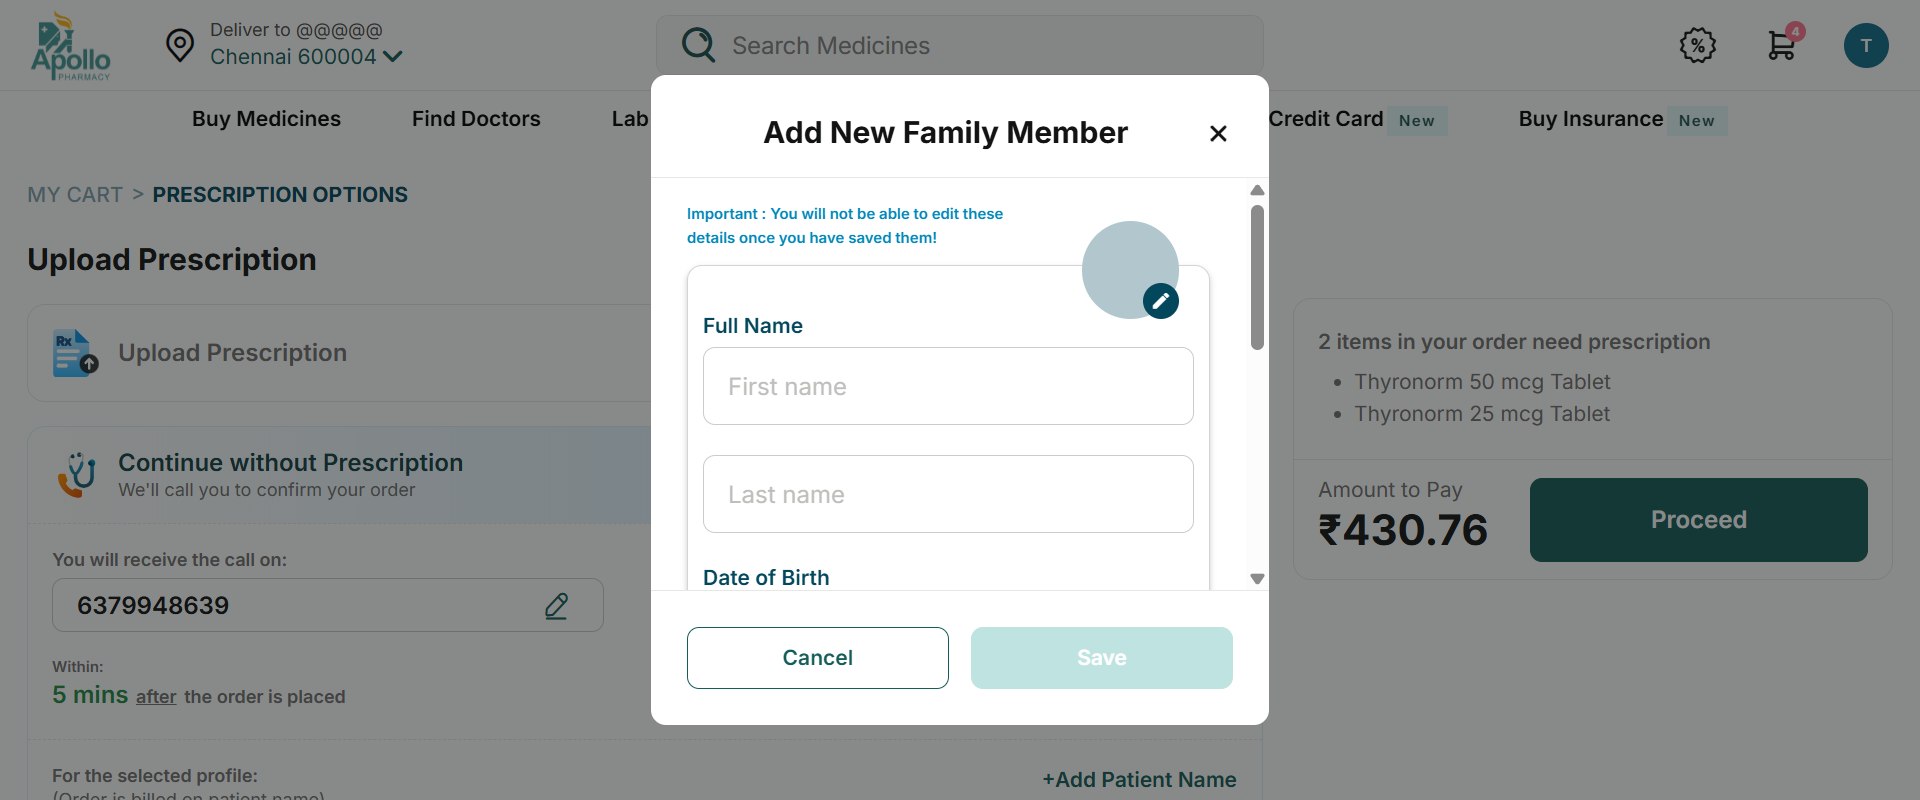 Apollo
PHARMACY
Deliver to @@@@@
Chennai 600004
Search Medicines
%
4
T
Buy Medicines
Find Doctors
Lab
Credit Card New
Buy Insurance New
MY CART > PRESCRIPTION OPTIONS
Upload Prescription
Rx
Upload Prescription
Continue without Prescription
We'll call you to confirm your order
You will receive the call on:
6379948639
Within:
5 mins after the order is placed
For the selected profile:
(Order is billed on patient name)
+Add Patient Name
Add New Family Member
Important : You will not be able to edit these
details once you have saved them!
Full Name
First name
Last name
Date of Birth
Cancel
Save
2 items in your order need prescription
• Thyronorm 50 mcg Tablet
• Thyronorm 25 mcg Tablet
Amount to Pay
₹430.76
Proceed